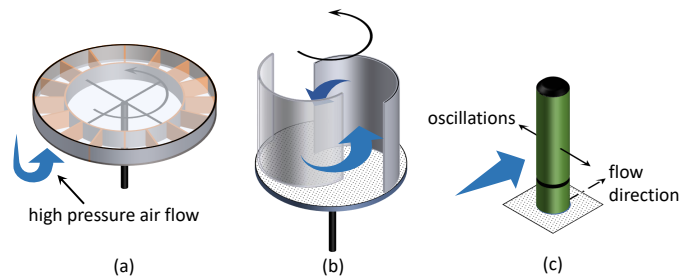 oscillations
flow
direction
high pressure air flow
(a)
(b)
(c)